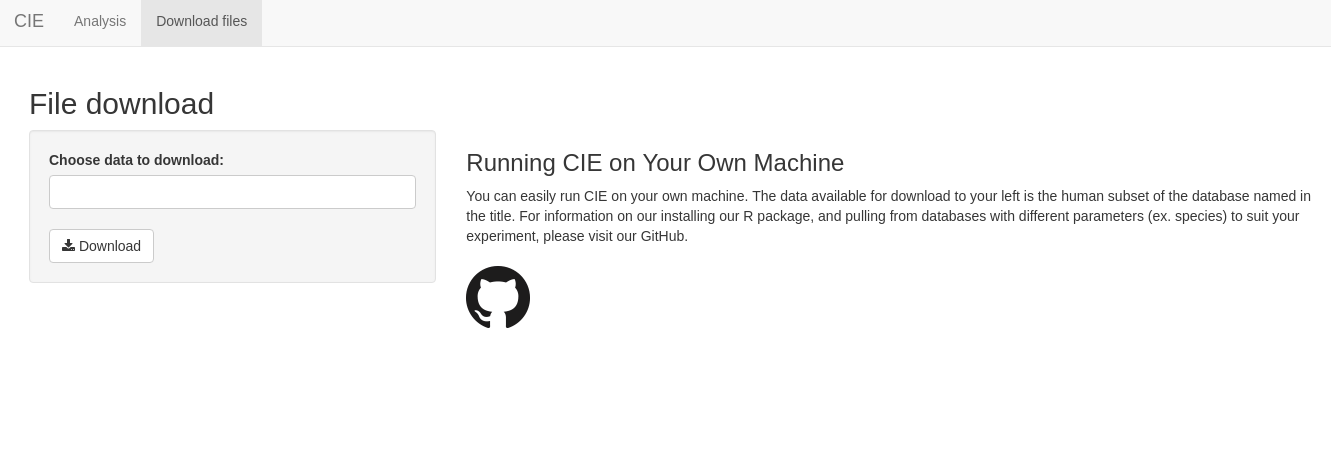 CIE Analysis Download files
File download
Choose data to download:
Download
Running CIE on Your Own Machine
You can easily run CIE on your own machine. The data available for download to your left is the human subset of the database named in
the title. For information on our installing our R package, and pulling from databases with different parameters (ex. species) to suit your
experiment, please visit our GitHub.